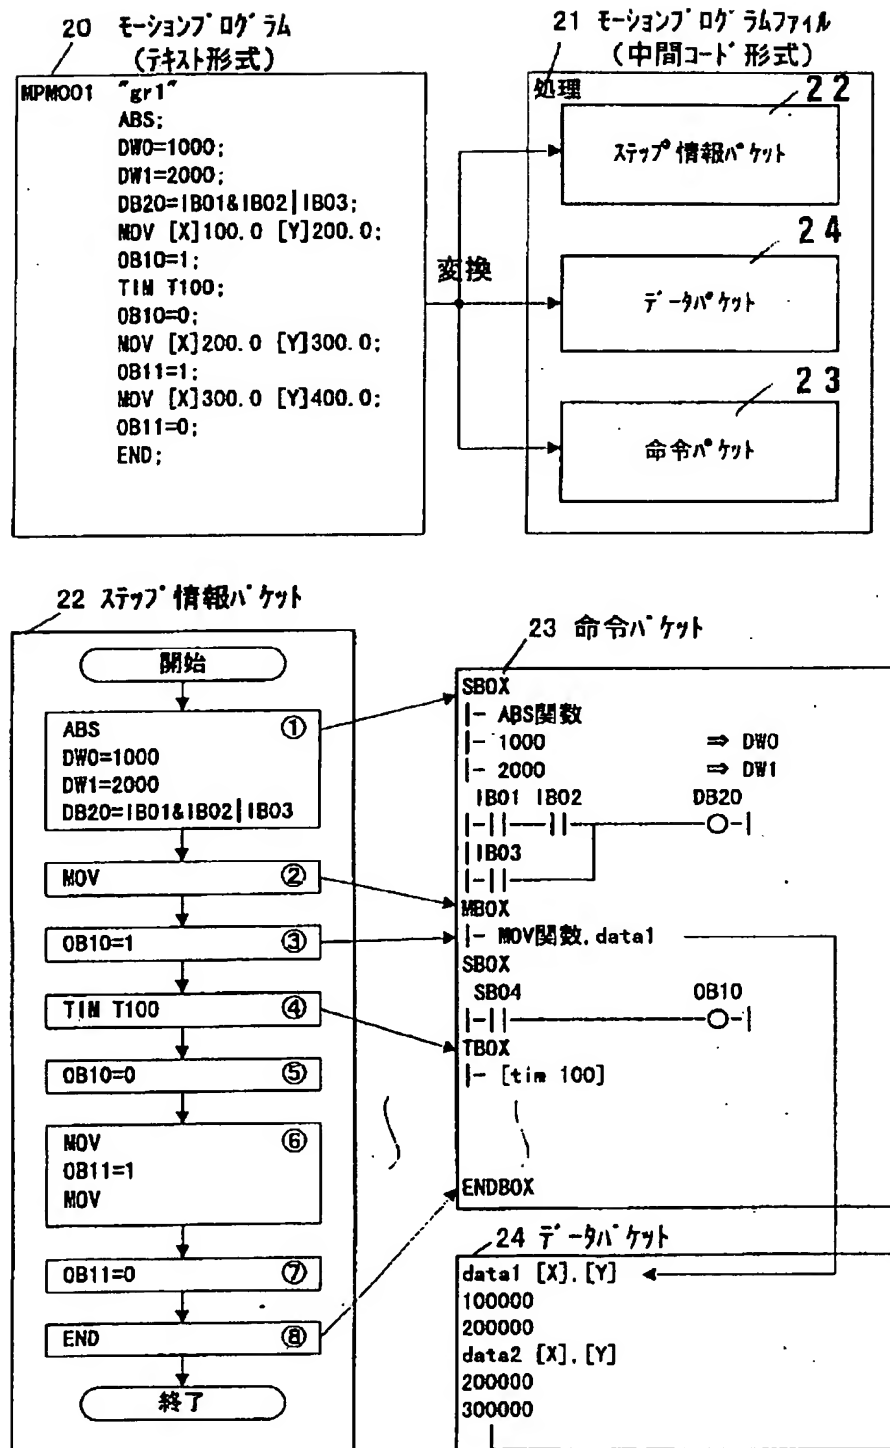 20 モーションプログラム
(テキスト形式)
MPM001 "gr1"
ABS;
DW0=1000;
DW1=2000;
DB20=IB01&IB02|IB03;
MOV [X]100.0 [Y]200.0;
OB10=1;
TIM T100;
OB10=0;
MOV [X]200.0 [Y]300.0;
OB11=1;
MOV [X]300.0 [Y]400.0;
OB11=0;
END;
変換
21 モーションプログラムファイル
(中間コード形式)
処理
22
ステップ情報パケット
24
データパケット
23
命令パケット
22 ステップ情報パケット
開始
ABS ①
DW0=1000
DW1=2000
DB20=IB01&IB02|IB03
MOV ②
OB10=1 ③
TIM T100 ④
OB10=0 ⑤
MOV ⑥
OB11=1
MOV
OB11=0 ⑦
END ⑧
終了
23 命令パケット
SBOX
ABS関数
1000 ⇒ DW0
2000 ⇒ DW1
IB01 IB02 DB20
IB03
MBOX
MOV関数,data1
SBOX
SB04 OB10
TBOX
[tim 100]
ENDBOX
24 データパケット
data1 [X],[Y]
100000
200000
data2 [X],[Y]
200000
300000